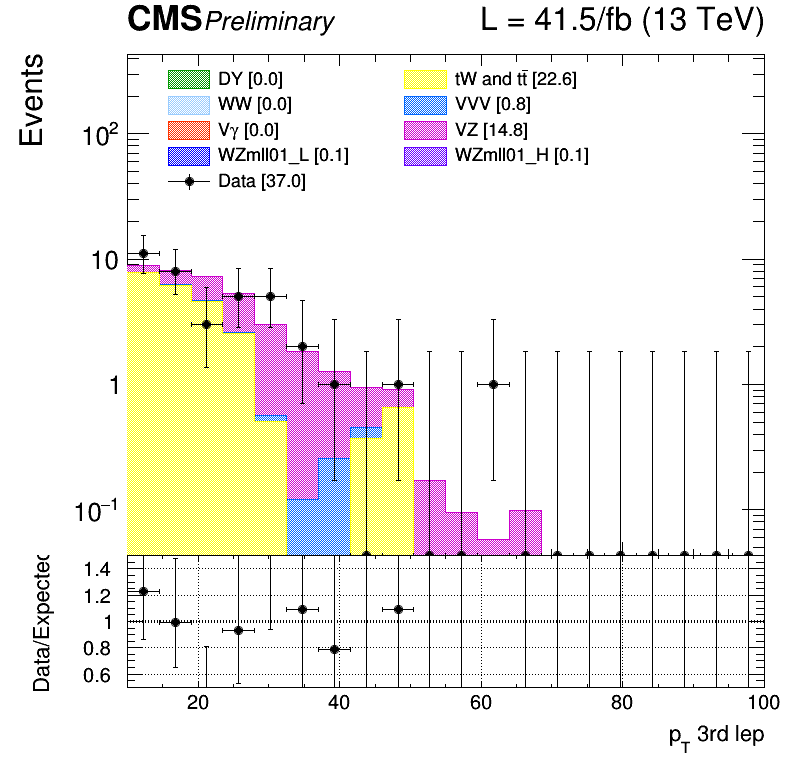 CMS Preliminary L = 41.5/fb (13 TeV)
Events
DY [0.0] tW and tt̄ [22.6]
WW [0.0] VVV [0.8]
Vγ [0.0] VZ [14.8]
WZmll01_L [0.1] WZmll01_H [0.1]
Data [37.0]
10²
10
1
10⁻¹
Data/Expected
1.4
1.2
1
0.8
0.6
20 40 60 80 100
p_T 3rd lep